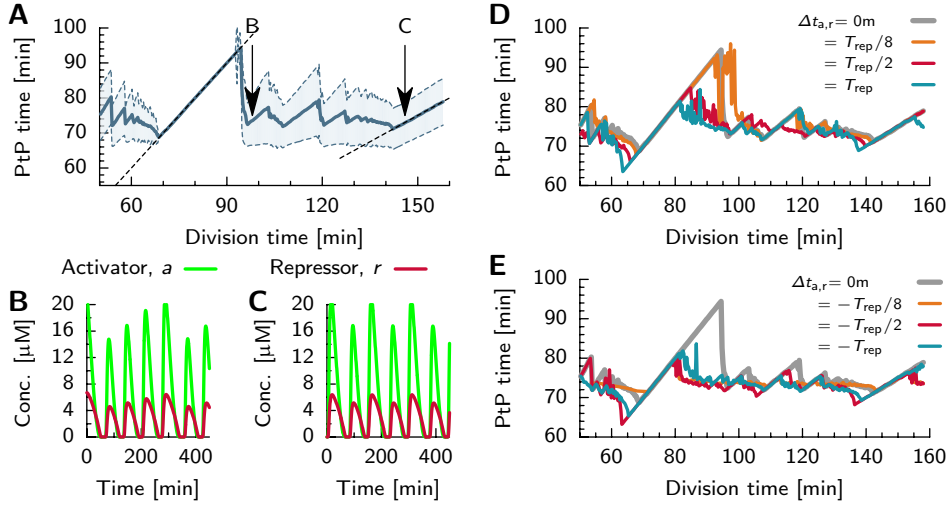 A
PtP time [min]
100
90
80
70
60
B
C
60
90
120
150
Division time [min]
Activator, a
Repressor, r
B
Conc. [μM]
20
16
12
8
4
0
0
200
400
Time [min]
C
Conc. [μM]
20
16
12
8
4
0
0
200
400
Time [min]
D
PtP time [min]
100
90
80
70
60
Δt_a,r = 0m
= T_rep/8
= T_rep/2
= T_rep
60
80
100
120
140
160
Division time [min]
E
PtP time [min]
100
90
80
70
60
Δt_a,r = 0m
= −T_rep/8
= −T_rep/2
= −T_rep
60
80
100
120
140
160
Division time [min]